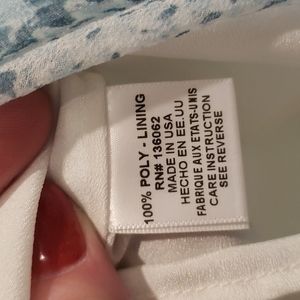 100% POLY - LINING
RN# 136062
MADE IN USA
HECHO EN EE.UU
FABRIQUE AUX ETATS-UNIS
CARE INSTRUCTION
SEE REVERSE